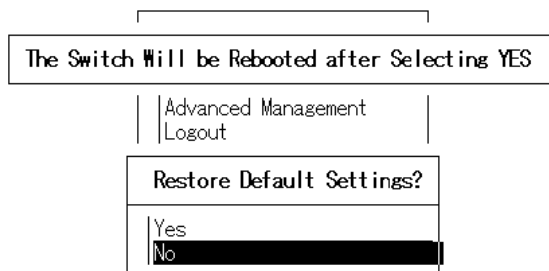 The Switch Will be Rebooted after Selecting YES
Advanced Management
Logout
Restore Default Settings?
Yes
No